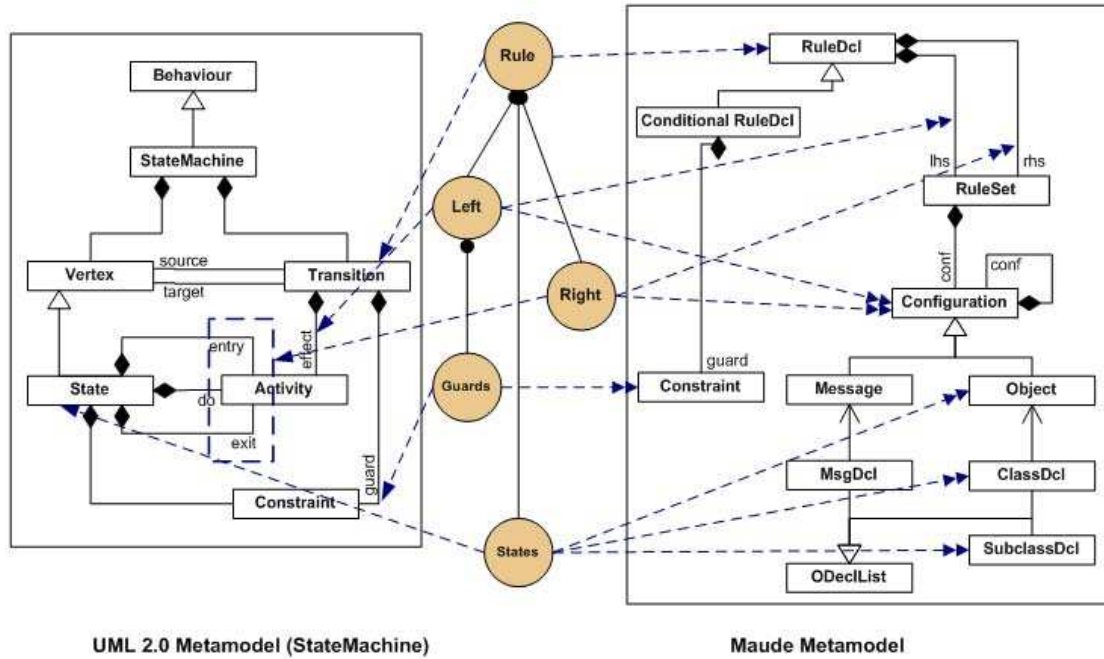 Behaviour
StateMachine
Vertex
source
target
Transition
entry
effect
State
do
Activity
exit
guard
Constraint
Rule
Left
Right
Guards
States
RuleDcl
Conditional RuleDcl
lhs
rhs
RuleSet
conf
conf
Configuration
guard
Constraint
Message
Object
MsgDcl
ClassDcl
SubclassDcl
ODeclList
UML 2.0 Metamodel (StateMachine)
Maude Metamodel